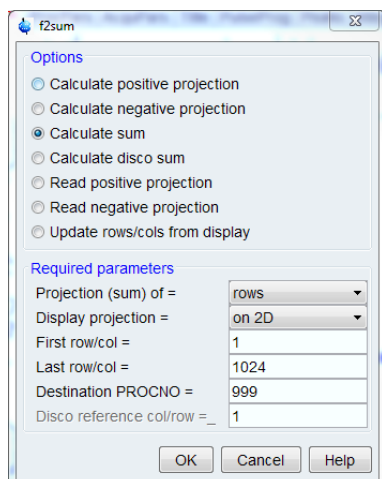 f2sum
Options
Calculate positive projection
Calculate negative projection
Calculate sum
Calculate disco sum
Read positive projection
Read negative projection
Update rows/cols from display
Required parameters
Projection (sum) of = rows
Display projection = on 2D
First row/col = 1
Last row/col = 1024
Destination PROCNO = 999
Disco reference col/row =_ 1
OK Cancel Help